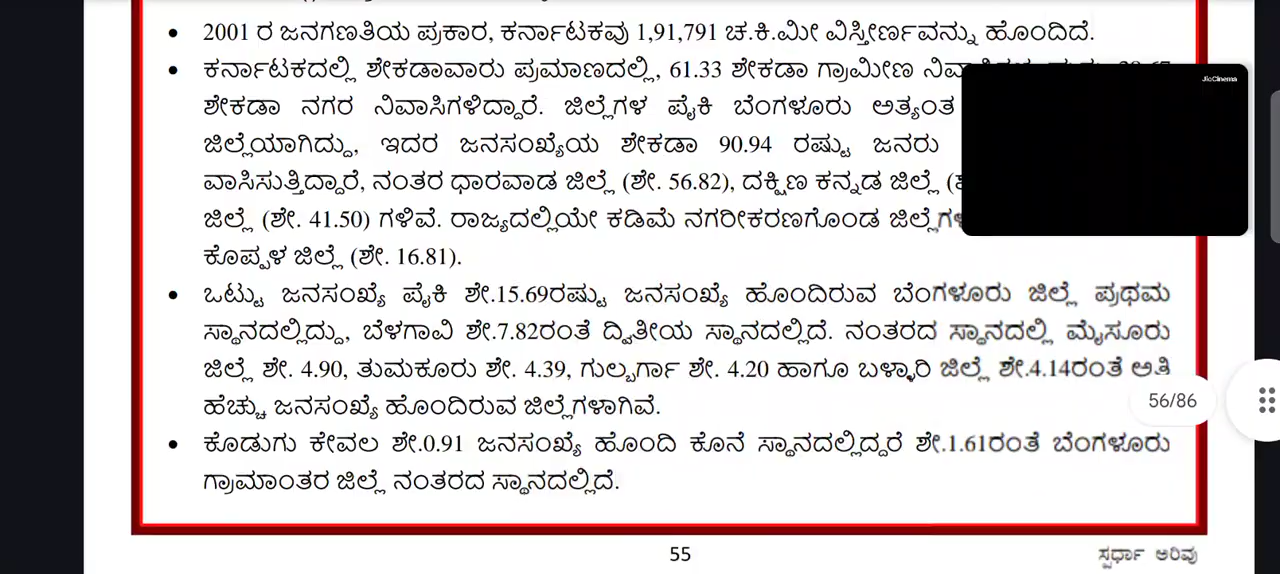 • 2001 ರ ಜನಗಣತಿಯ ಪ್ರಕಾರ, ಕರ್ನಾಟಕವು 1,91,791 ಚ.ಕಿ.ಮೀ ವಿಸ್ತೀರ್ಣವನ್ನು ಹೊಂದಿದೆ.
• ಕರ್ನಾಟಕದಲ್ಲಿ ಶೇಕಡಾವಾರು ಪ್ರಮಾಣದಲ್ಲಿ, 61.33 ಶೇಕಡಾ ಗ್ರಾಮೀಣ
JioCinema
ಶೇಕಡಾ ನಗರ ನಿವಾಸಿಗಳಿದ್ದಾರೆ. ಜಿಲ್ಲೆಗಳ ಪೈಕಿ ಬೆಂಗಳೂರು ಅತ್ಯಂತ
ಜಿಲ್ಲೆಯಾಗಿದ್ದು, ಇದರ ಜನಸಂಖ್ಯೆಯ ಶೇಕಡಾ 90.94 ರಷ್ಟು ಜನರು
ವಾಸಿಸುತ್ತಿದ್ದಾರೆ, ನಂತರ ಧಾರವಾಡ ಜಿಲ್ಲೆ (ಶೇ. 56.82), ದಕ್ಷಿಣ ಕನ್ನಡ ಜಿಲ್ಲೆ
ಜಿಲ್ಲೆ (ಶೇ. 41.50) ಗಳಿವೆ. ರಾಜ್ಯದಲ್ಲಿಯೇ ಕಡಿಮೆ ನಗರೀಕರಣಗೊಂಡ
ಕೊಪ್ಪಳ ಜಿಲ್ಲೆ (ಶೇ. 16.81).
• ಒಟ್ಟು ಜನಸಂಖ್ಯೆ ಪೈಕಿ ಶೇ.15.69ರಷ್ಟು ಜನಸಂಖ್ಯೆ ಹೊಂದಿರುವ ಬೆಂಗಳೂರು ಜಿಲ್ಲೆ ಪ್ರಥಮ
ಸ್ಥಾನದಲ್ಲಿದ್ದು, ಬೆಳಗಾವಿ ಶೇ.7.82ರಂತೆ ದ್ವಿತೀಯ ಸ್ಥಾನದಲ್ಲಿದೆ. ನಂತರದ ಸ್ಥಾನದಲ್ಲಿ ಮೈಸೂರು
ಜಿಲ್ಲೆ ಶೇ. 4.90, ತುಮಕೂರು ಶೇ. 4.39, ಗುಲ್ಬರ್ಗಾ ಶೇ. 4.20 ಹಾಗೂ ಬಳ್ಳಾರಿ ಜಿಲ್ಲೆ ಶೇ.4.14ರಂತೆ ಅತಿ
ಹೆಚ್ಚು ಜನಸಂಖ್ಯೆ ಹೊಂದಿರುವ ಜಿಲ್ಲೆಗಳಾಗಿವೆ.
56/86
• ಕೊಡುಗು ಕೇವಲ ಶೇ.0.91 ಜನಸಂಖ್ಯೆ ಹೊಂದಿ ಕೊನೆ ಸ್ಥಾನದಲ್ಲಿದ್ದರೆ ಶೇ.1.61ರಂತೆ ಬೆಂಗಳೂರು
ಗ್ರಾಮಾಂತರ ಜಿಲ್ಲೆ ನಂತರದ ಸ್ಥಾನದಲ್ಲಿದೆ.
55
ಸ್ಪರ್ಧಾ ಅರಿವು